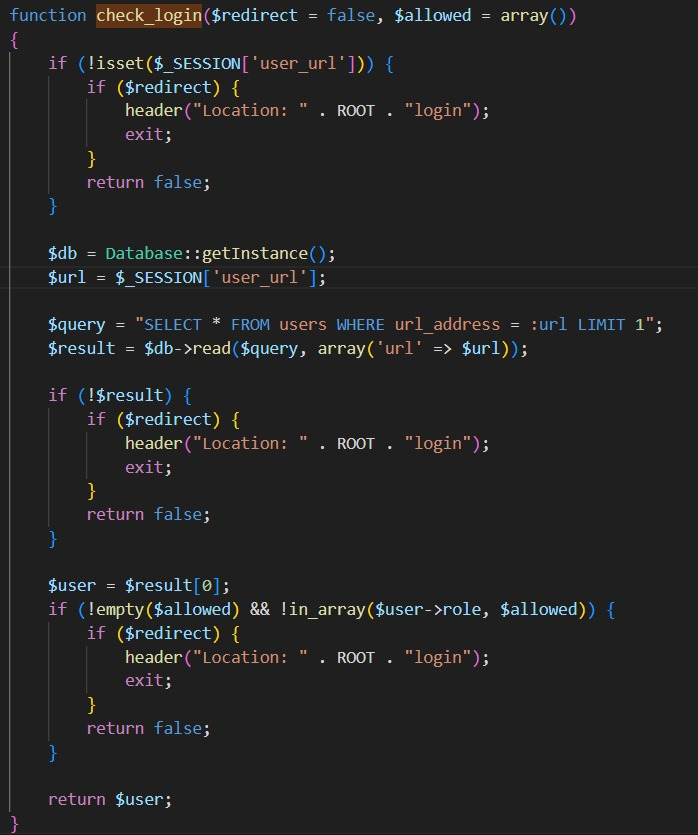 function check_login($redirect = false, $allowed = array())
{
    if (!isset($_SESSION['user_url'])) {
        if ($redirect) {
            header("Location: " . ROOT . "login");
            exit;
        }
        return false;
    }

    $db = Database::getInstance();
    $url = $_SESSION['user_url'];

    $query = "SELECT * FROM users WHERE url_address = :url LIMIT 1";
    $result = $db->read($query, array('url' => $url));

    if (!$result) {
        if ($redirect) {
            header("Location: " . ROOT . "login");
            exit;
        }
        return false;
    }

    $user = $result[0];
    if (!empty($allowed) && !in_array($user->role, $allowed)) {
        if ($redirect) {
            header("Location: " . ROOT . "login");
            exit;
        }
        return false;
    }

    return $user;
}